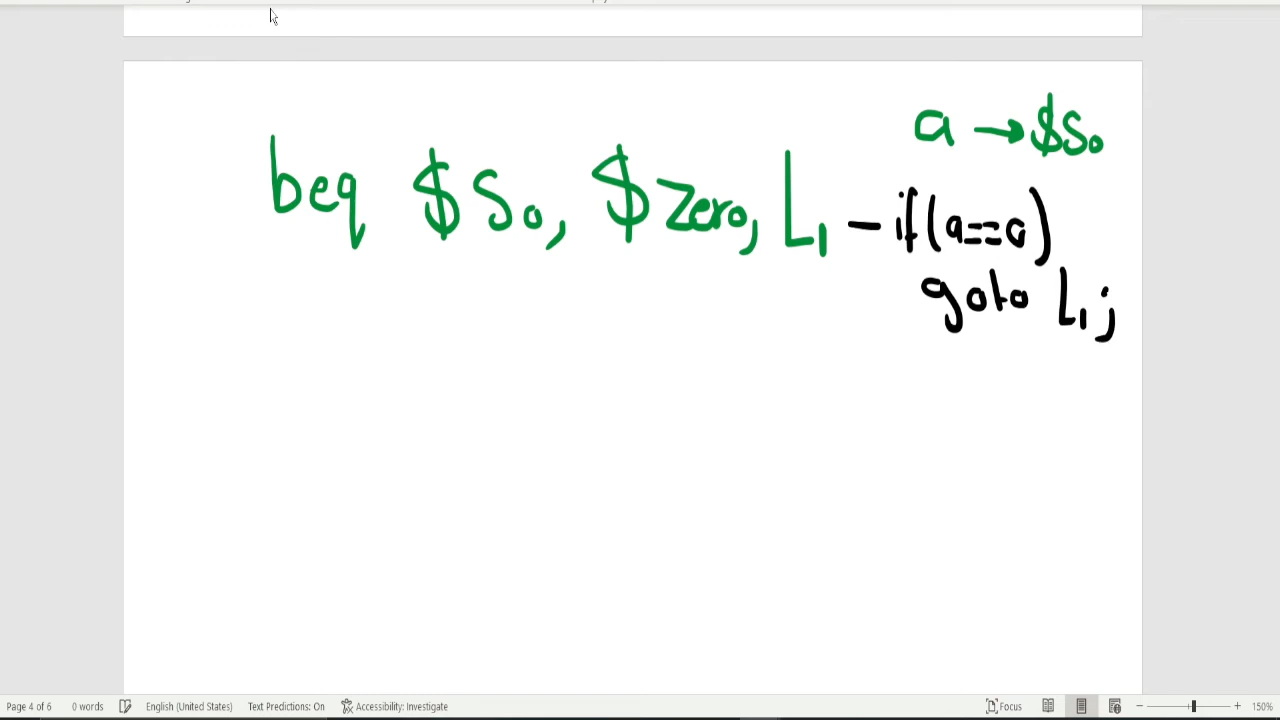 a → $s0
beq $s0, $zero, L1 – if(a==0)
goto L1;
Page 4 of 6 0 words English (United States) Text Predictions: On Accessibility: Investigate Focus 150%